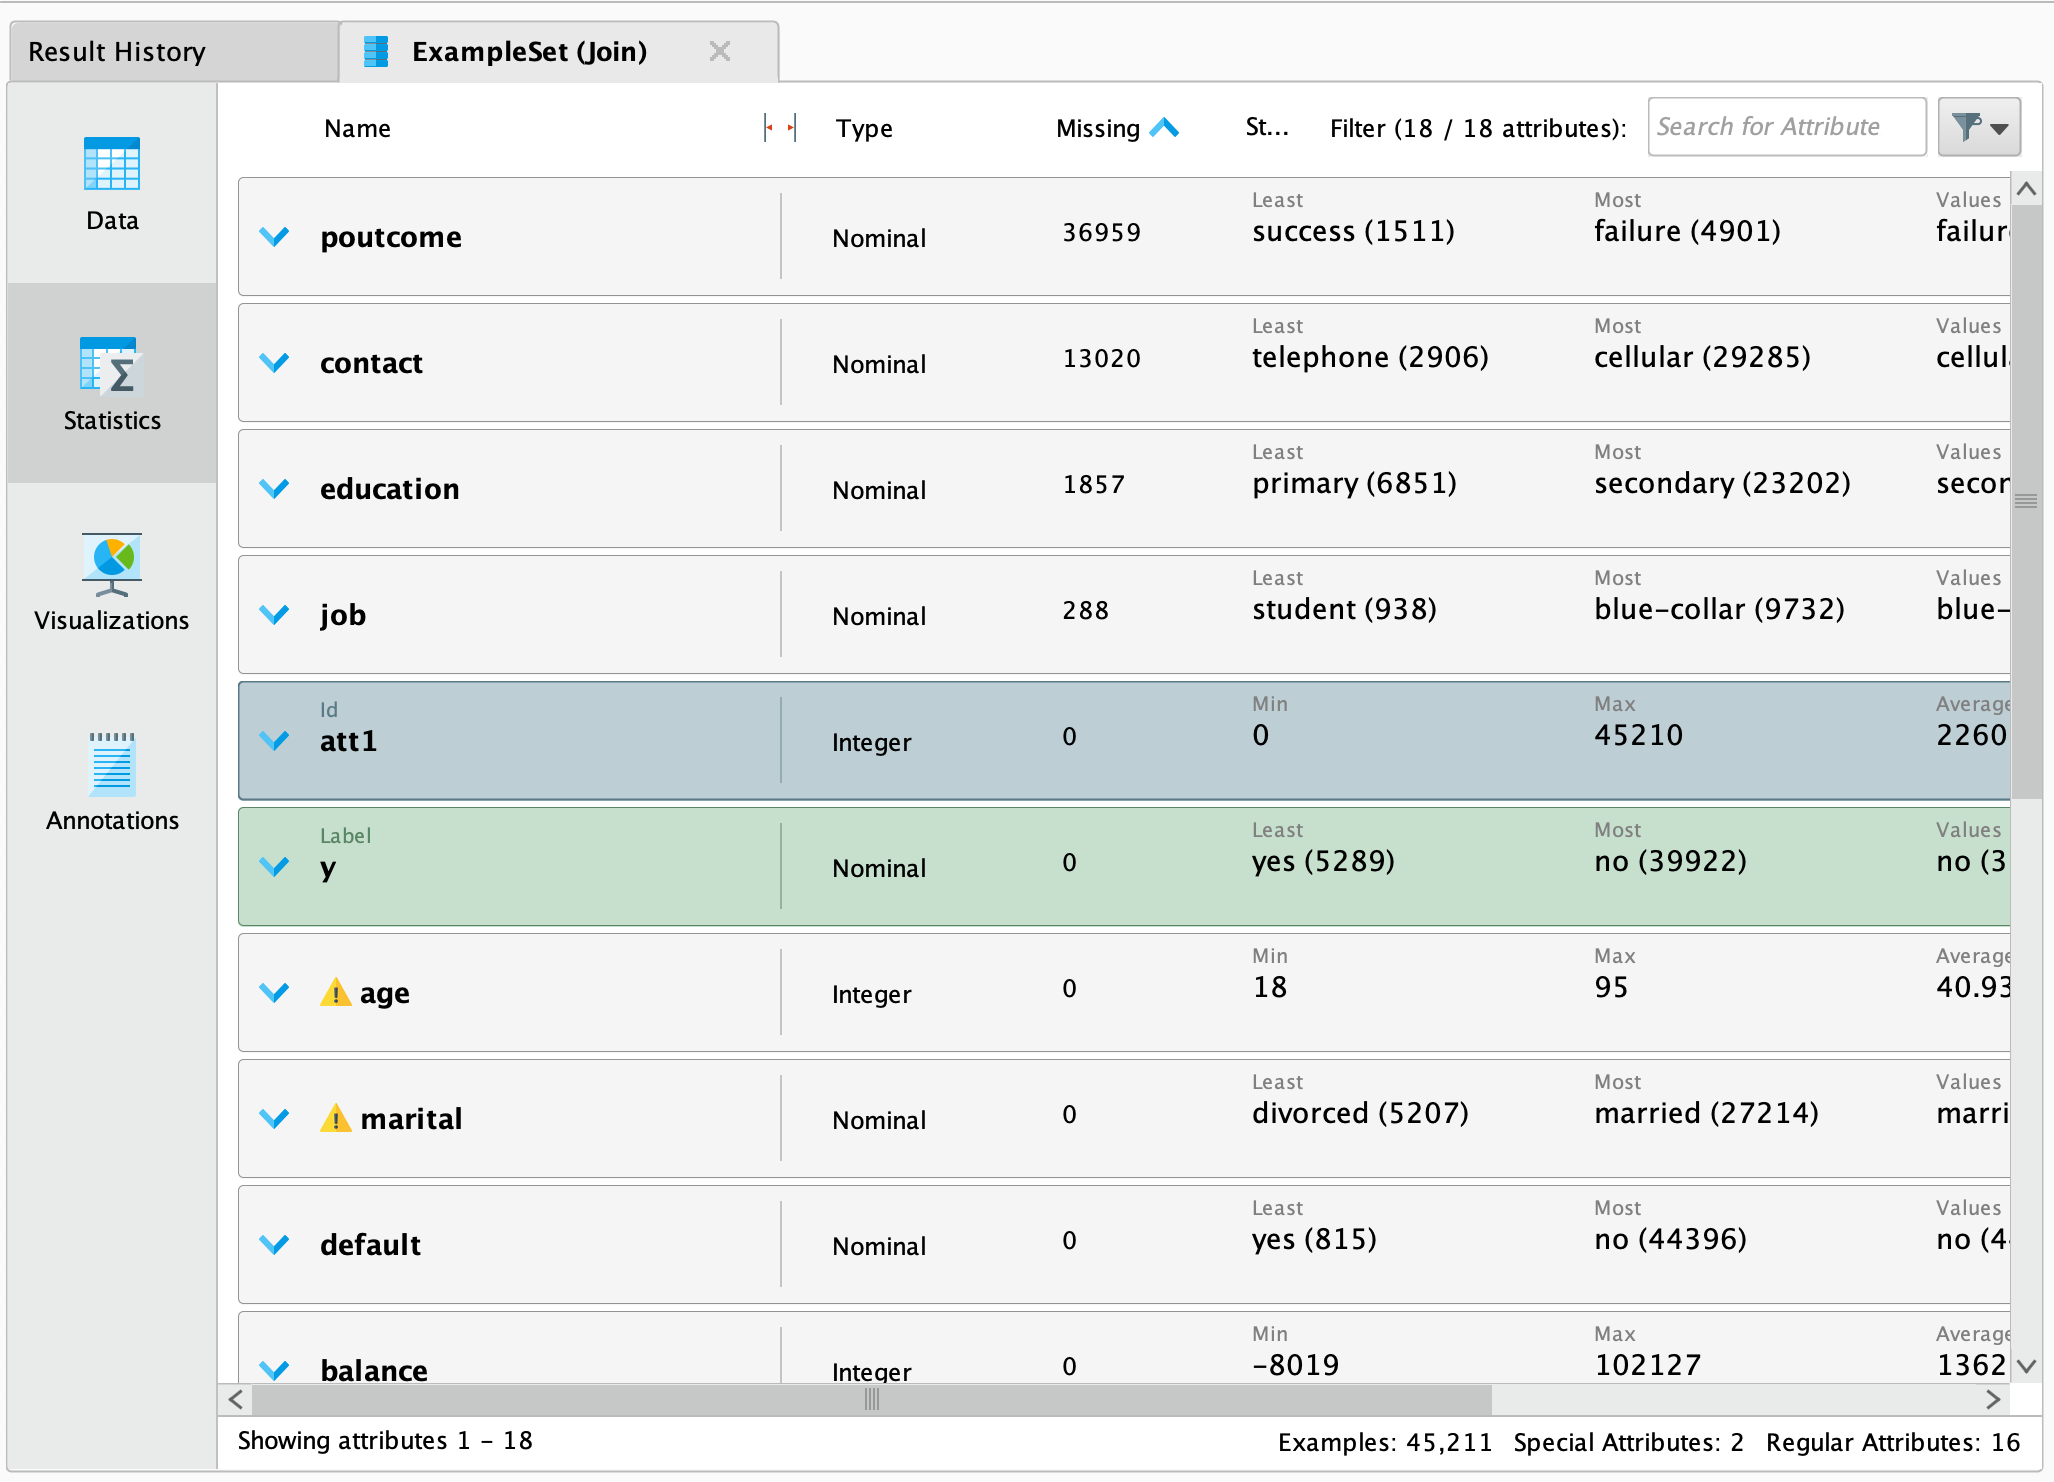 Result History
ExampleSet (Join)
Data
Statistics
Visualizations
Annotations
Name Type Missing St... Filter (18 / 18 attributes): Search for Attribute
poutcome Nominal 36959 Least success (1511) Most failure (4901) Values failur
contact Nominal 13020 Least telephone (2906) Most cellular (29285) Values cellul
education Nominal 1857 Least primary (6851) Most secondary (23202) Values secon
job Nominal 288 Least student (938) Most blue-collar (9732) Values blue-
Id att1 Integer 0 Min 0 Max 45210 Average 2260
Label y Nominal 0 Least yes (5289) Most no (39922) Values no (3
age Integer 0 Min 18 Max 95 Average 40.93
marital Nominal 0 Least divorced (5207) Most married (27214) Values marri
default Nominal 0 Least yes (815) Most no (44396) Values no (4
balance Integer 0 Min -8019 Max 102127 Average 1362
Showing attributes 1 - 18
Examples: 45,211 Special Attributes: 2 Regular Attributes: 16